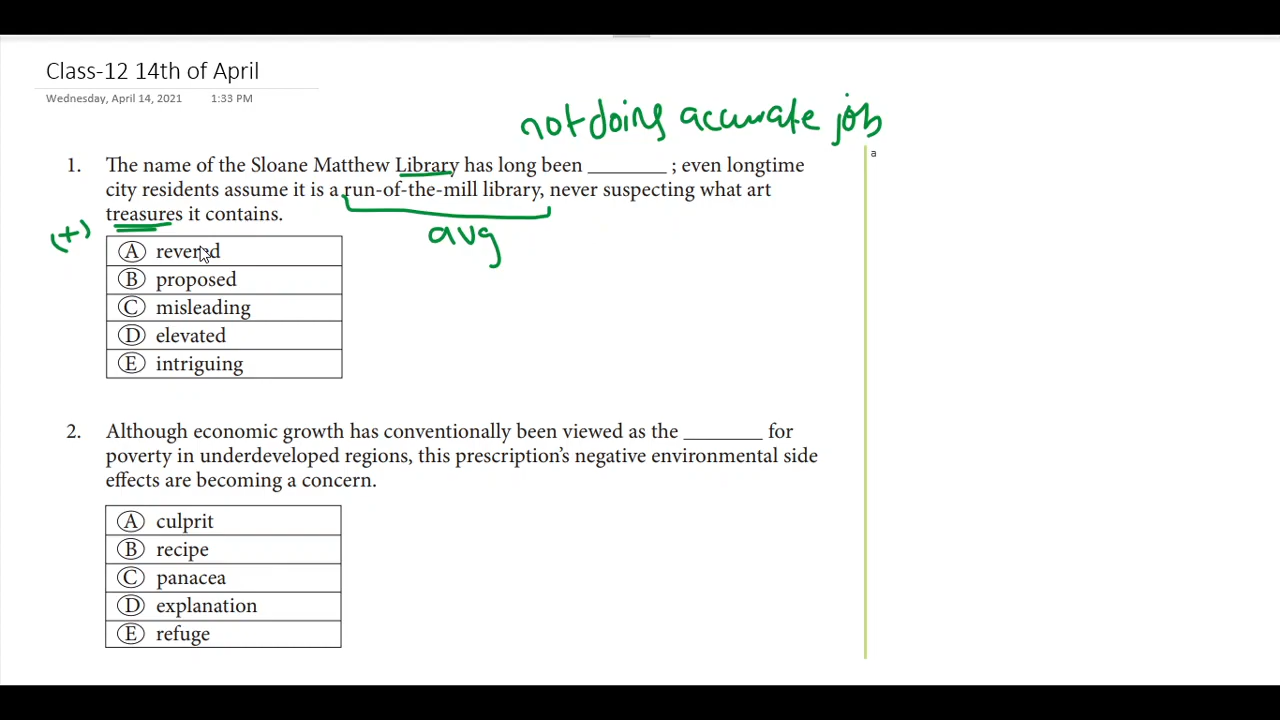 Class-12 14th of April
Wednesday, April 14, 2021 1:33 PM
not doing accurate job
a
1. The name of the Sloane Matthew Library has long been _______ ; even longtime
city residents assume it is a run-of-the-mill library, never suspecting what art
treasures it contains.
(+)
avg
A revered
B proposed
C misleading
D elevated
E intriguing
2. Although economic growth has conventionally been viewed as the _______ for
poverty in underdeveloped regions, this prescription's negative environmental side
effects are becoming a concern.
A culprit
B recipe
C panacea
D explanation
E refuge